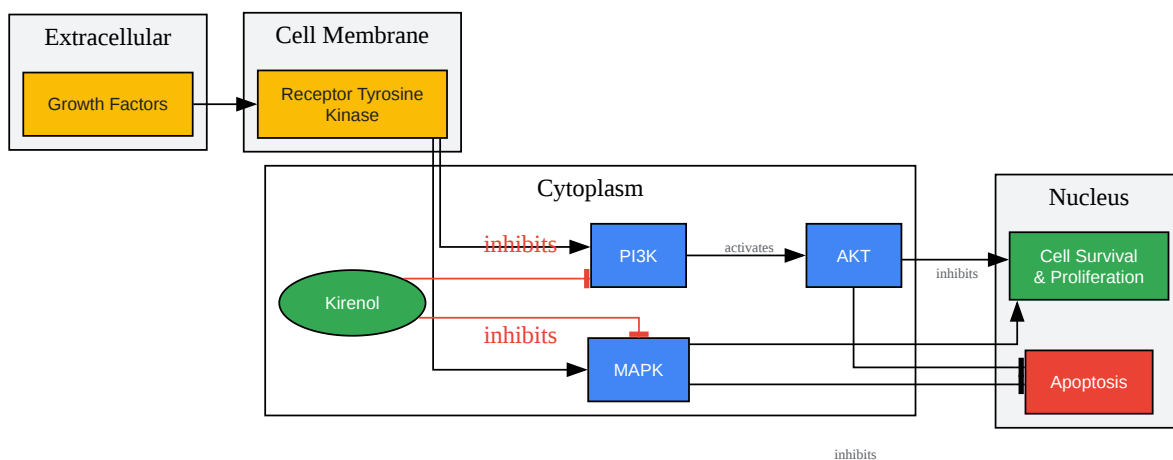 Extracellular
Growth Factors
Cell Membrane
Receptor Tyrosine
Kinase
Cytoplasm
inhibits
PI3K
activates
AKT
inhibits
Kirenol
inhibits
MAPK
Nucleus
Cell Survival
& Proliferation
Apoptosis
inhibits